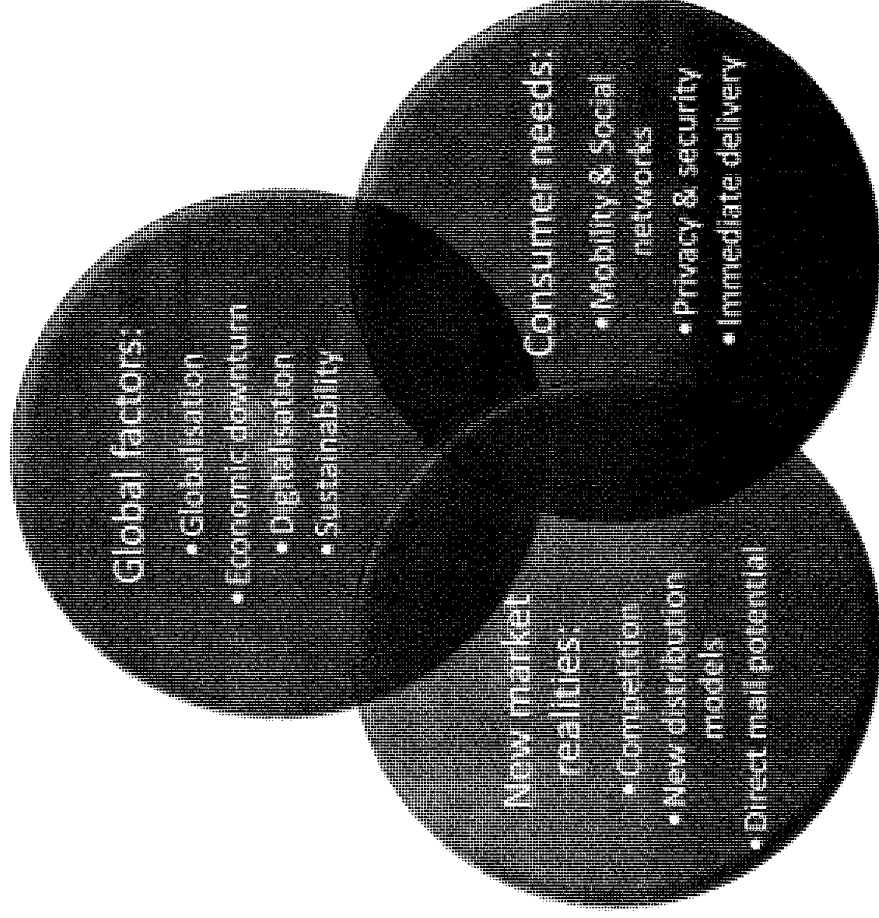 Global factors:
• Globalisation
• Economic downturn
• Digitalisation
• Sustainability
New market
realities:
• Competition
• New distribution
models
• Direct mail potential
Consumer needs:
• Mobility & Social
networks
• Privacy & security
• Immediate delivery